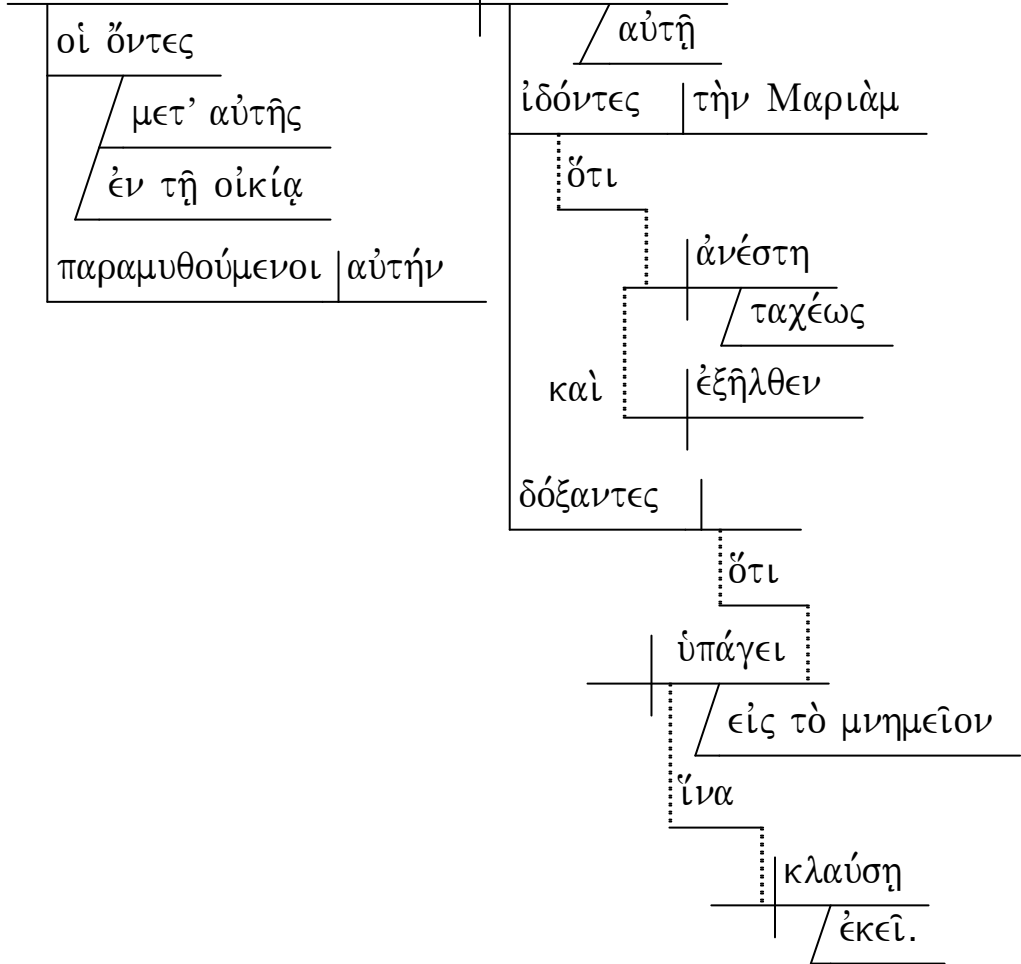 οἱ ὄντες
μετ’ αὐτῆς
ἐν τῇ οἰκίᾳ
παραμυθούμενοι αὐτήν
αὐτῇ
ἰδόντες τὴν Μαριὰμ
ὅτι
ἀνέστη
ταχέως
καὶ
ἐξῆλθεν
δόξαντες
ὅτι
ὑπάγει
εἰς τὸ μνημεῖον
ἵνα
κλαύσῃ
ἐκεῖ.